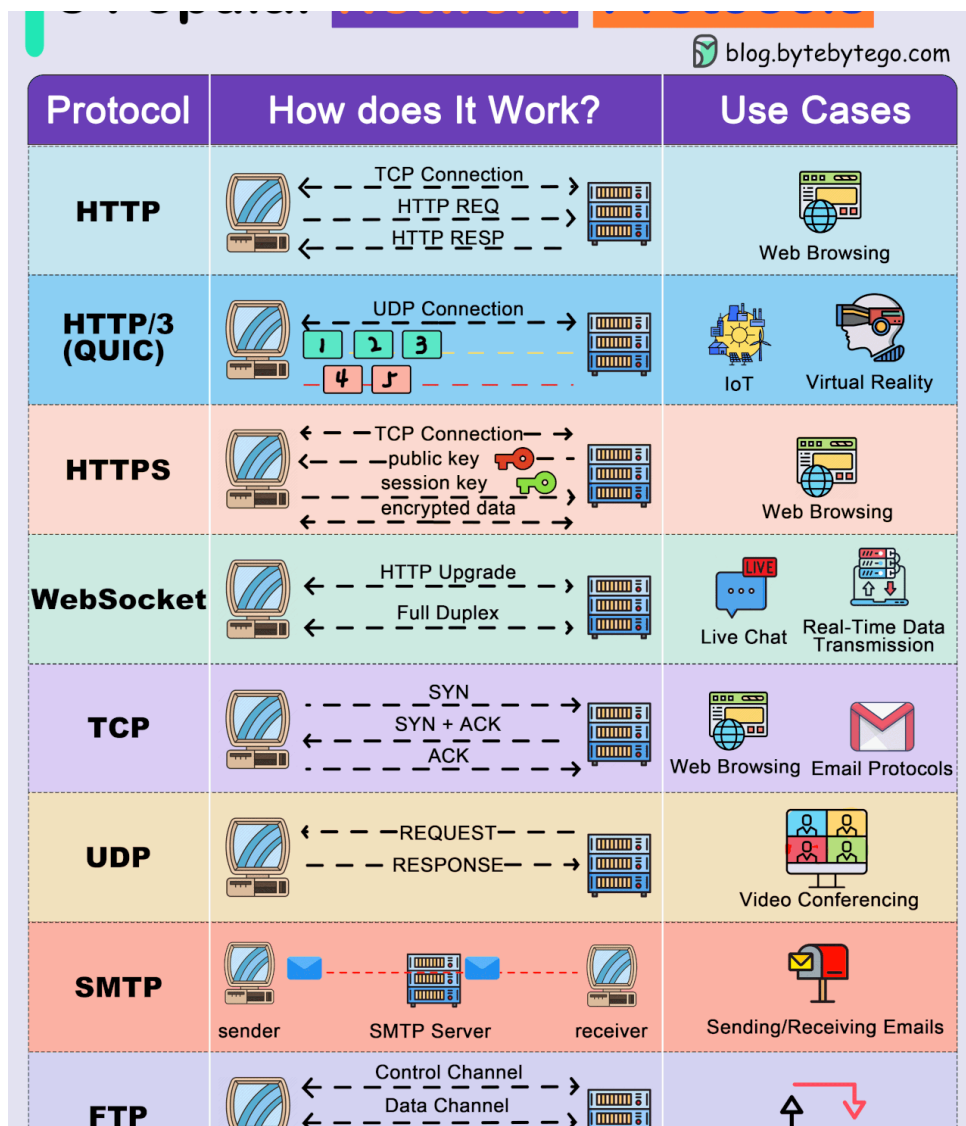 blog.bytebytego.com
Protocol
How does It Work?
Use Cases
HTTP
TCP Connection
HTTP REQ
HTTP RESP
Web Browsing
HTTP/3
(QUIC)
UDP Connection
1 2 3
4 5
IoT
Virtual Reality
HTTPS
TCP Connection
public key
session key
encrypted data
Web Browsing
WebSocket
HTTP Upgrade
Full Duplex
LIVE
Live Chat
Real-Time Data
Transmission
TCP
SYN
SYN + ACK
ACK
Web Browsing
Email Protocols
UDP
REQUEST
RESPONSE
Video Conferencing
SMTP
sender
SMTP Server
receiver
Sending/Receiving Emails
FTP
Control Channel
Data Channel